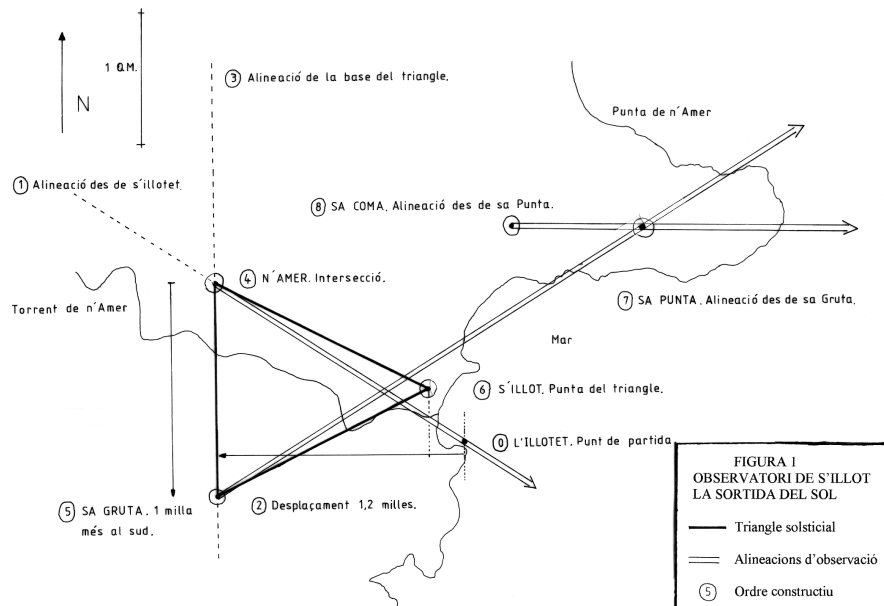 1 Q.M.
N
3 Alineació de la base del triangle.
Punta de n´Amer
1 Alineació des de s´illotet.
8 SA COMA. Alineació des de sa Punta.
4 N´AMER. Intersecció.
Torrent de n´Amer
7 SA PUNTA. Alineació des de sa Gruta.
Mar
6 S´ILLOT. Punta del triangle.
0 L'ILLOTET. Punt de partida
5 SA GRUTA. 1 milla
més al sud.
2 Desplaçament 1,2 milles.
FIGURA 1
OBSERVATORI DE S'ILLOT
LA SORTIDA DEL SOL
Triangle solsticial
Alineacions d'observació
5 Ordre constructiu